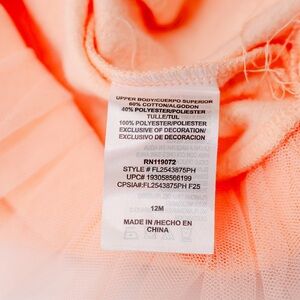 UPPER BODY/CUERPO SUPERIOR
60% COTTON/ALGODON
40% POLYESTER/POLIESTER
TULLE/TUL
100% POLYESTER/POLIESTER
EXCLUSIVE OF DECORATION/
EXCLUSIVO DE DECORACION
RN119072
STYLE # FL2543875PH
UPC# 193058566199
CPSIA#:FL2543875PH F25
12M
MADE IN /HECHO EN
CHINA